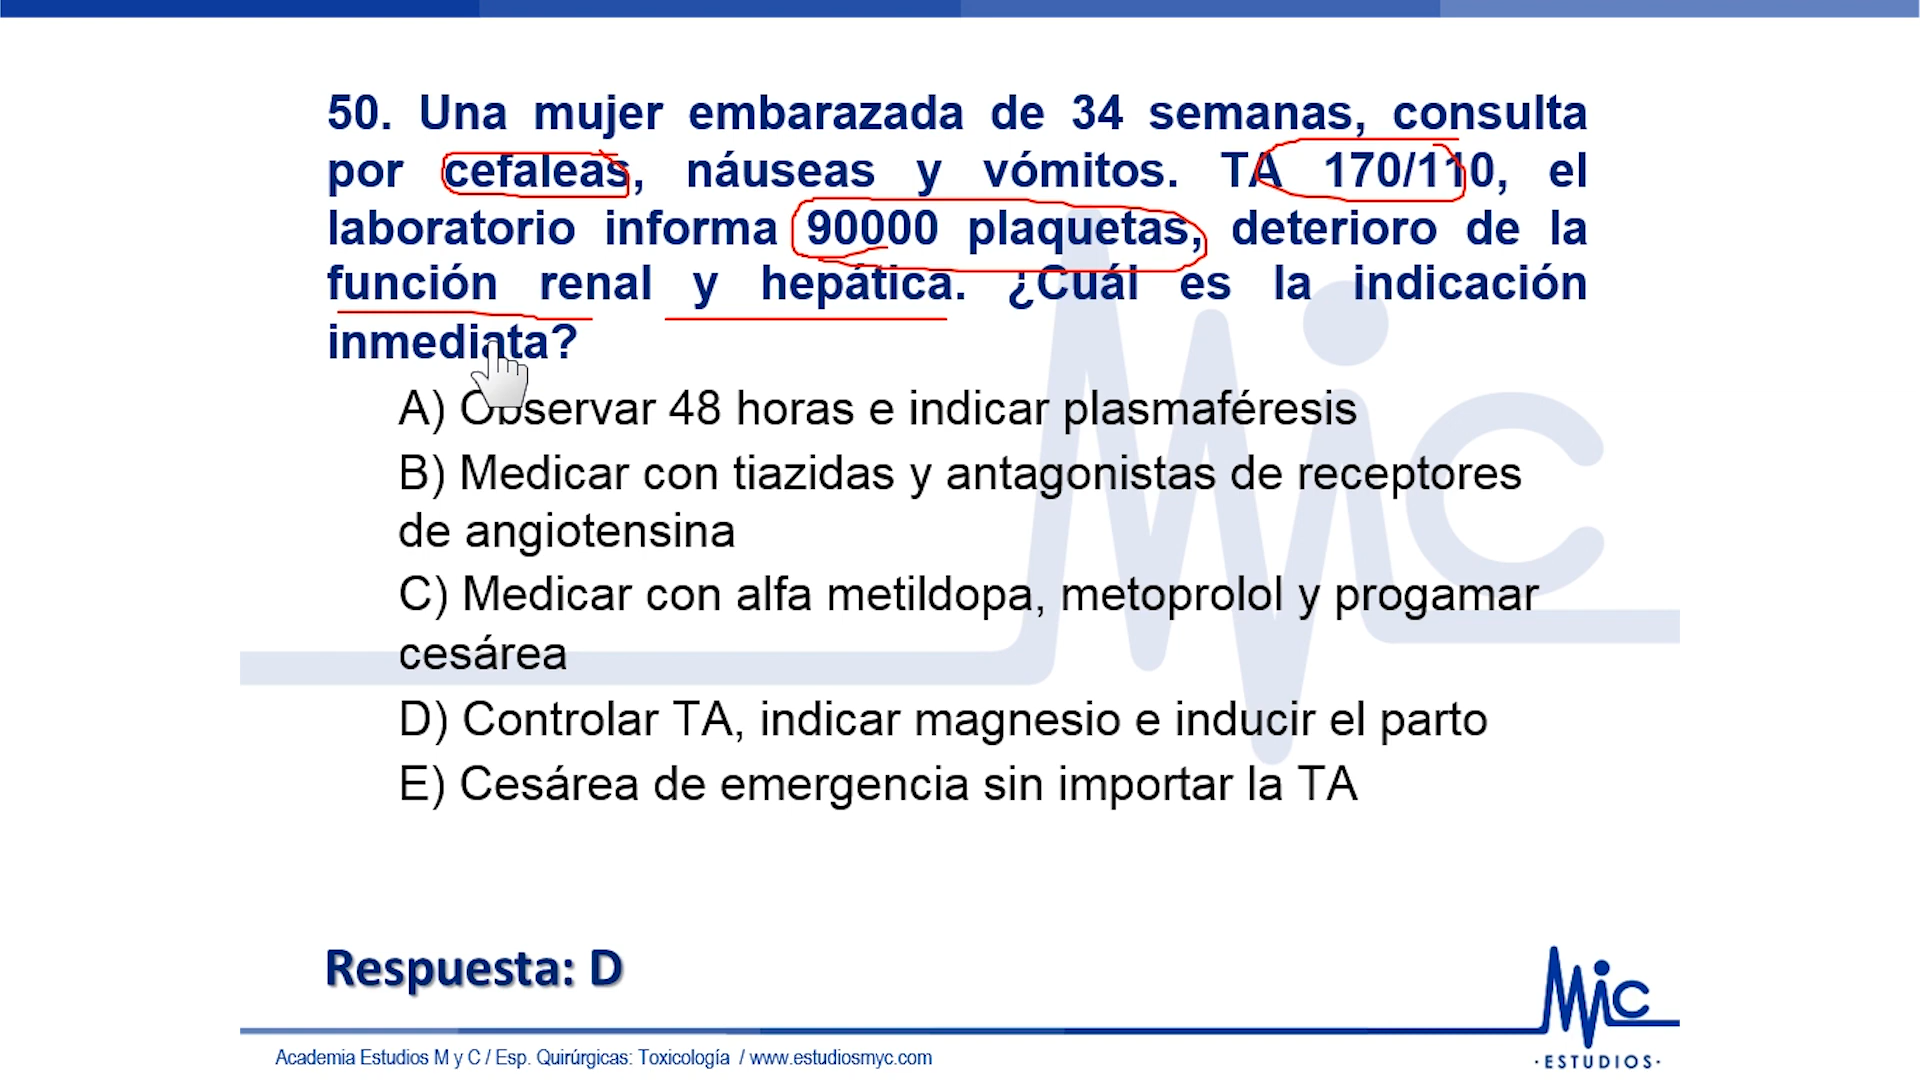 50. Una mujer embarazada de 34 semanas, consulta
por cefaleas, náuseas y vómitos. TA 170/110, el
laboratorio informa 90000 plaquetas, deterioro de la
función renal y hepática. ¿Cuál es la indicación
inmediata?
A) Observar 48 horas e indicar plasmaféresis
B) Medicar con tiazidas y antagonistas de receptores
de angiotensina
C) Medicar con alfa metildopa, metoprolol y progamar
cesárea
D) Controlar TA, indicar magnesio e inducir el parto
E) Cesárea de emergencia sin importar la TA
MiC
Respuesta: D
MiC
·ESTUDIOS·
Academia Estudios M y C / Esp. Quirúrgicas: Toxicología / www.estudiosmyc.com